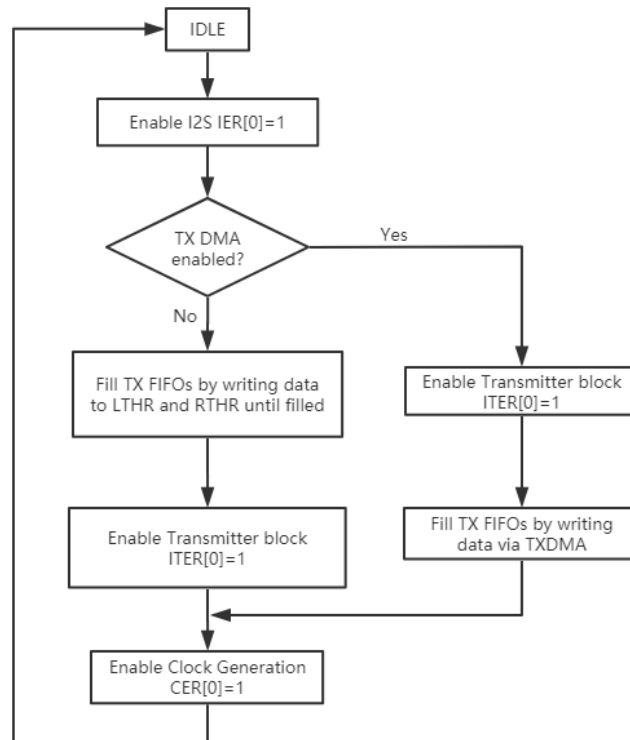 IDLE
Enable I2S IER[0]=1
TX DMA
enabled?
Yes
No
Fill TX FIFOs by writing data
to LTHR and RTHR until filled
Enable Transmitter block
ITER[0]=1
Enable Transmitter block
ITER[0]=1
Fill TX FIFOs by writing
data via TXDMA
Enable Clock Generation
CER[0]=1